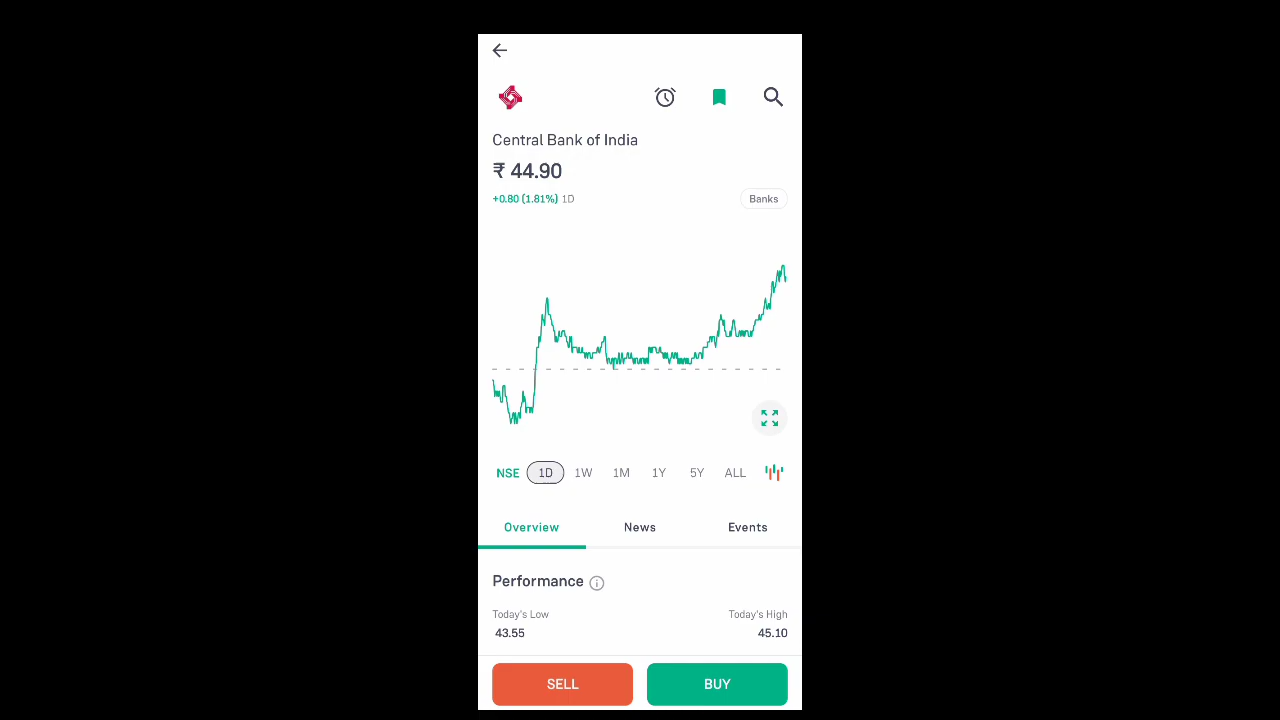 Central Bank of India
₹ 44.90
+0.80 (1.81%) 1D
Banks
NSE 1D 1W 1M 1Y 5Y ALL
Overview News Events
Performance
Today's Low Today's High
43.55 45.10
SELL BUY